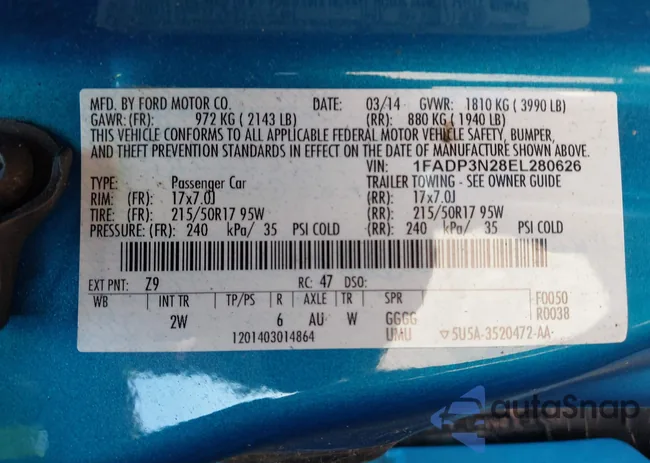 MFD. BY FORD MOTOR CO. DATE: 03/14 GVWR: 1810 KG ( 3990 LB)
GAWR: (FR): 972 KG ( 2143 LB) (RR): 880 KG ( 1940 LB)
THIS VEHICLE CONFORMS TO ALL APPLICABLE FEDERAL MOTOR VEHICLE SAFETY, BUMPER,
AND THEFT PREVENTION STANDARDS IN EFFECT ON THE DATE OF MANUFACTURE SHOWN ABOVE.
VIN: 1FADP3N28EL280626
TYPE: Passenger Car TRAILER TOWING - SEE OWNER GUIDE
RIM: (FR): 17x7.0J (RR): 17x7.0J
TIRE: (FR): 215/50R17 95W (RR): 215/50R17 95W
PRESSURE: (FR): 240 kPa/ 35 PSI COLD (RR): 240 kPa/ 35 PSI COLD
EXT PNT: Z9 RC: 47 DSO:
WB INT TR TP/PS R AXLE TR SPR F0050
2W 6 AU W GGGG R0038
1201403014864 UMU ▽5U5A-3520472-AA
autoSnap